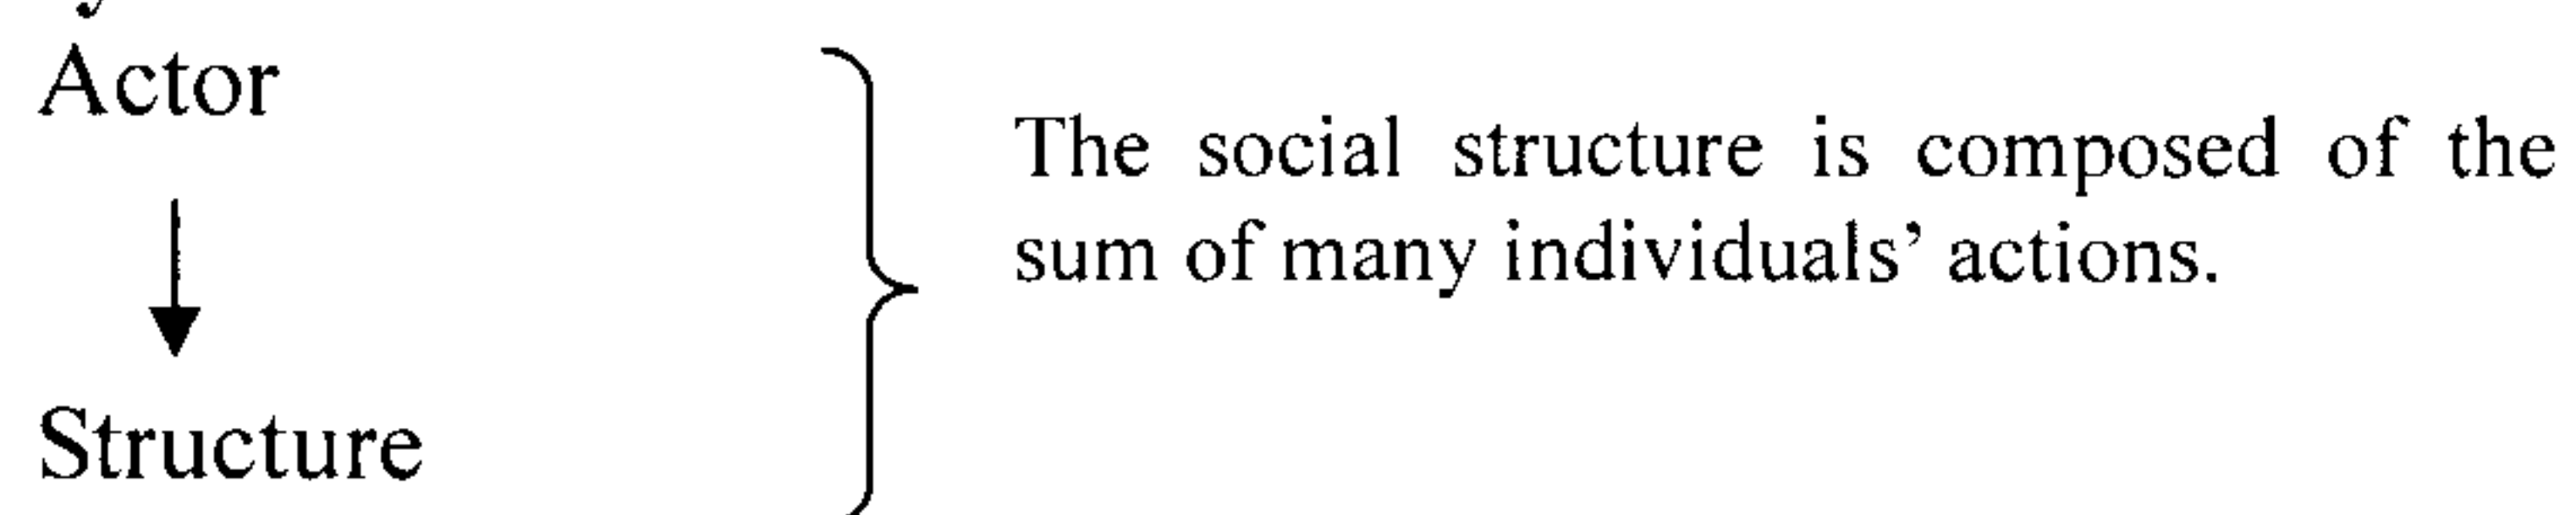 Actor
The social structure is composed of the
sum of many individuals’ actions.
Structure